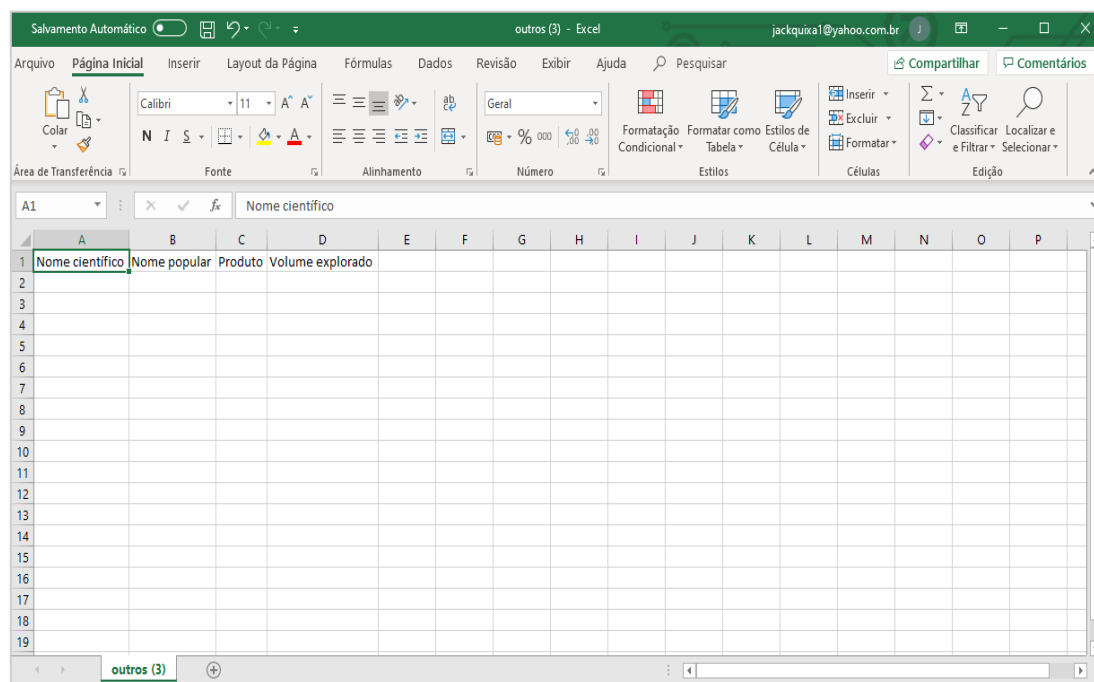 Salvamento Automático outros (3) - Excel jackquixa1@yahoo.com.br J
Arquivo Página Inicial Inserir Layout da Página Fórmulas Dados Revisão Exibir Ajuda Pesquisar Compartilhar Comentários
Colar
Calibri 11 A^ A˅ ab Geral
N I S A % 000 ,00 ,00
Formatação Condicional
Formatar como Tabela
Estilos de Célula
Inserir
Excluir
Formatar
Classificar e Filtrar
Localizar e Selecionar
Área de Transferência Fonte Alinhamento Número Estilos Células Edição
A1 fx Nome científico
A B C D E F G H I J K L M N O P
1 Nome científico Nome popular Produto Volume explorado
2
3
4
5
6
7
8
9
10
11
12
13
14
15
16
17
18
19
outros (3)